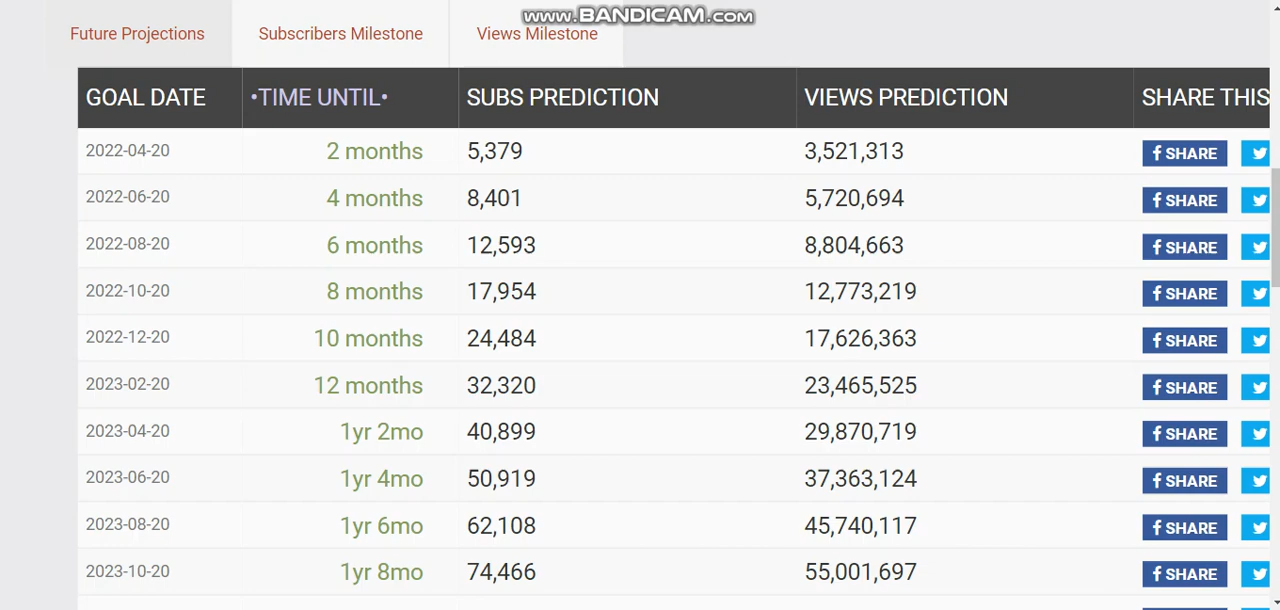 www.BANDICAM.com
Future Projections Subscribers Milestone Views Milestone
GOAL DATE •TIME UNTIL• SUBS PREDICTION VIEWS PREDICTION SHARE THIS
2022-04-20 2 months 5,379 3,521,313 SHARE
2022-06-20 4 months 8,401 5,720,694 SHARE
2022-08-20 6 months 12,593 8,804,663 SHARE
2022-10-20 8 months 17,954 12,773,219 SHARE
2022-12-20 10 months 24,484 17,626,363 SHARE
2023-02-20 12 months 32,320 23,465,525 SHARE
2023-04-20 1yr 2mo 40,899 29,870,719 SHARE
2023-06-20 1yr 4mo 50,919 37,363,124 SHARE
2023-08-20 1yr 6mo 62,108 45,740,117 SHARE
2023-10-20 1yr 8mo 74,466 55,001,697 SHARE